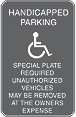 HANDICAPPED
PARKING
SPECIAL PLATE
REQUIRED
UNAUTHORIZED
VEHICLES
MAY BE REMOVED
AT THE OWNERS
EXPENSE